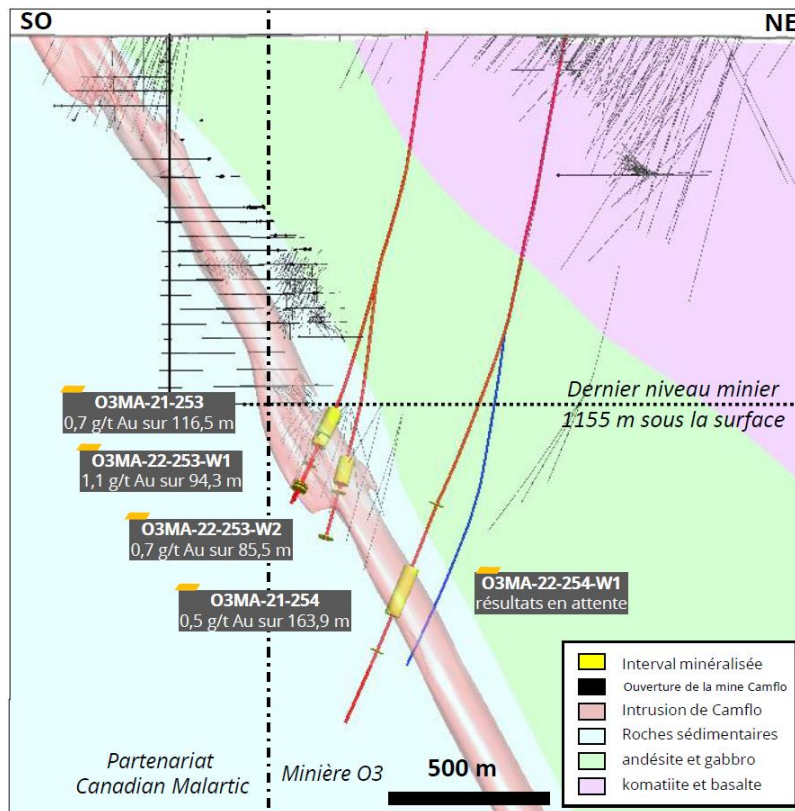 SO
NE
Dernier niveau minier
1155 m sous la surface
O3MA-21-253
0,7 g/t Au sur 116,5 m
O3MA-22-253-W1
1,1 g/t Au sur 94,3 m
O3MA-22-253-W2
0,7 g/t Au sur 85,5 m
O3MA-21-254
0,5 g/t Au sur 163,9 m
O3MA-22-254-W1
résultats en attente
Interval minéralisée
Ouverture de la mine Camflo
Intrusion de Camflo
Roches sédimentaires
andésite et gabbro
komatiite et basalte
Partenariat
Canadian Malartic
Minière O3
500 m